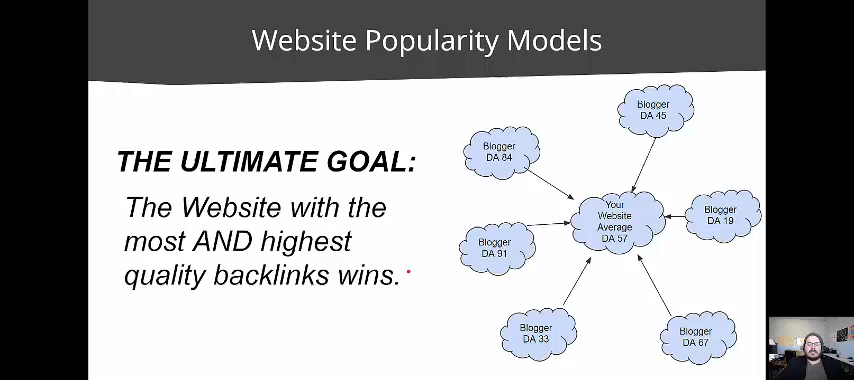 Website Popularity Models
THE ULTIMATE GOAL:
The Website with the
most AND highest
quality backlinks wins.
Blogger
DA 45
Blogger
DA 84
Your
Website
Average
DA 57
Blogger
DA 19
Blogger
DA 91
Blogger
DA 33
Blogger
DA 67